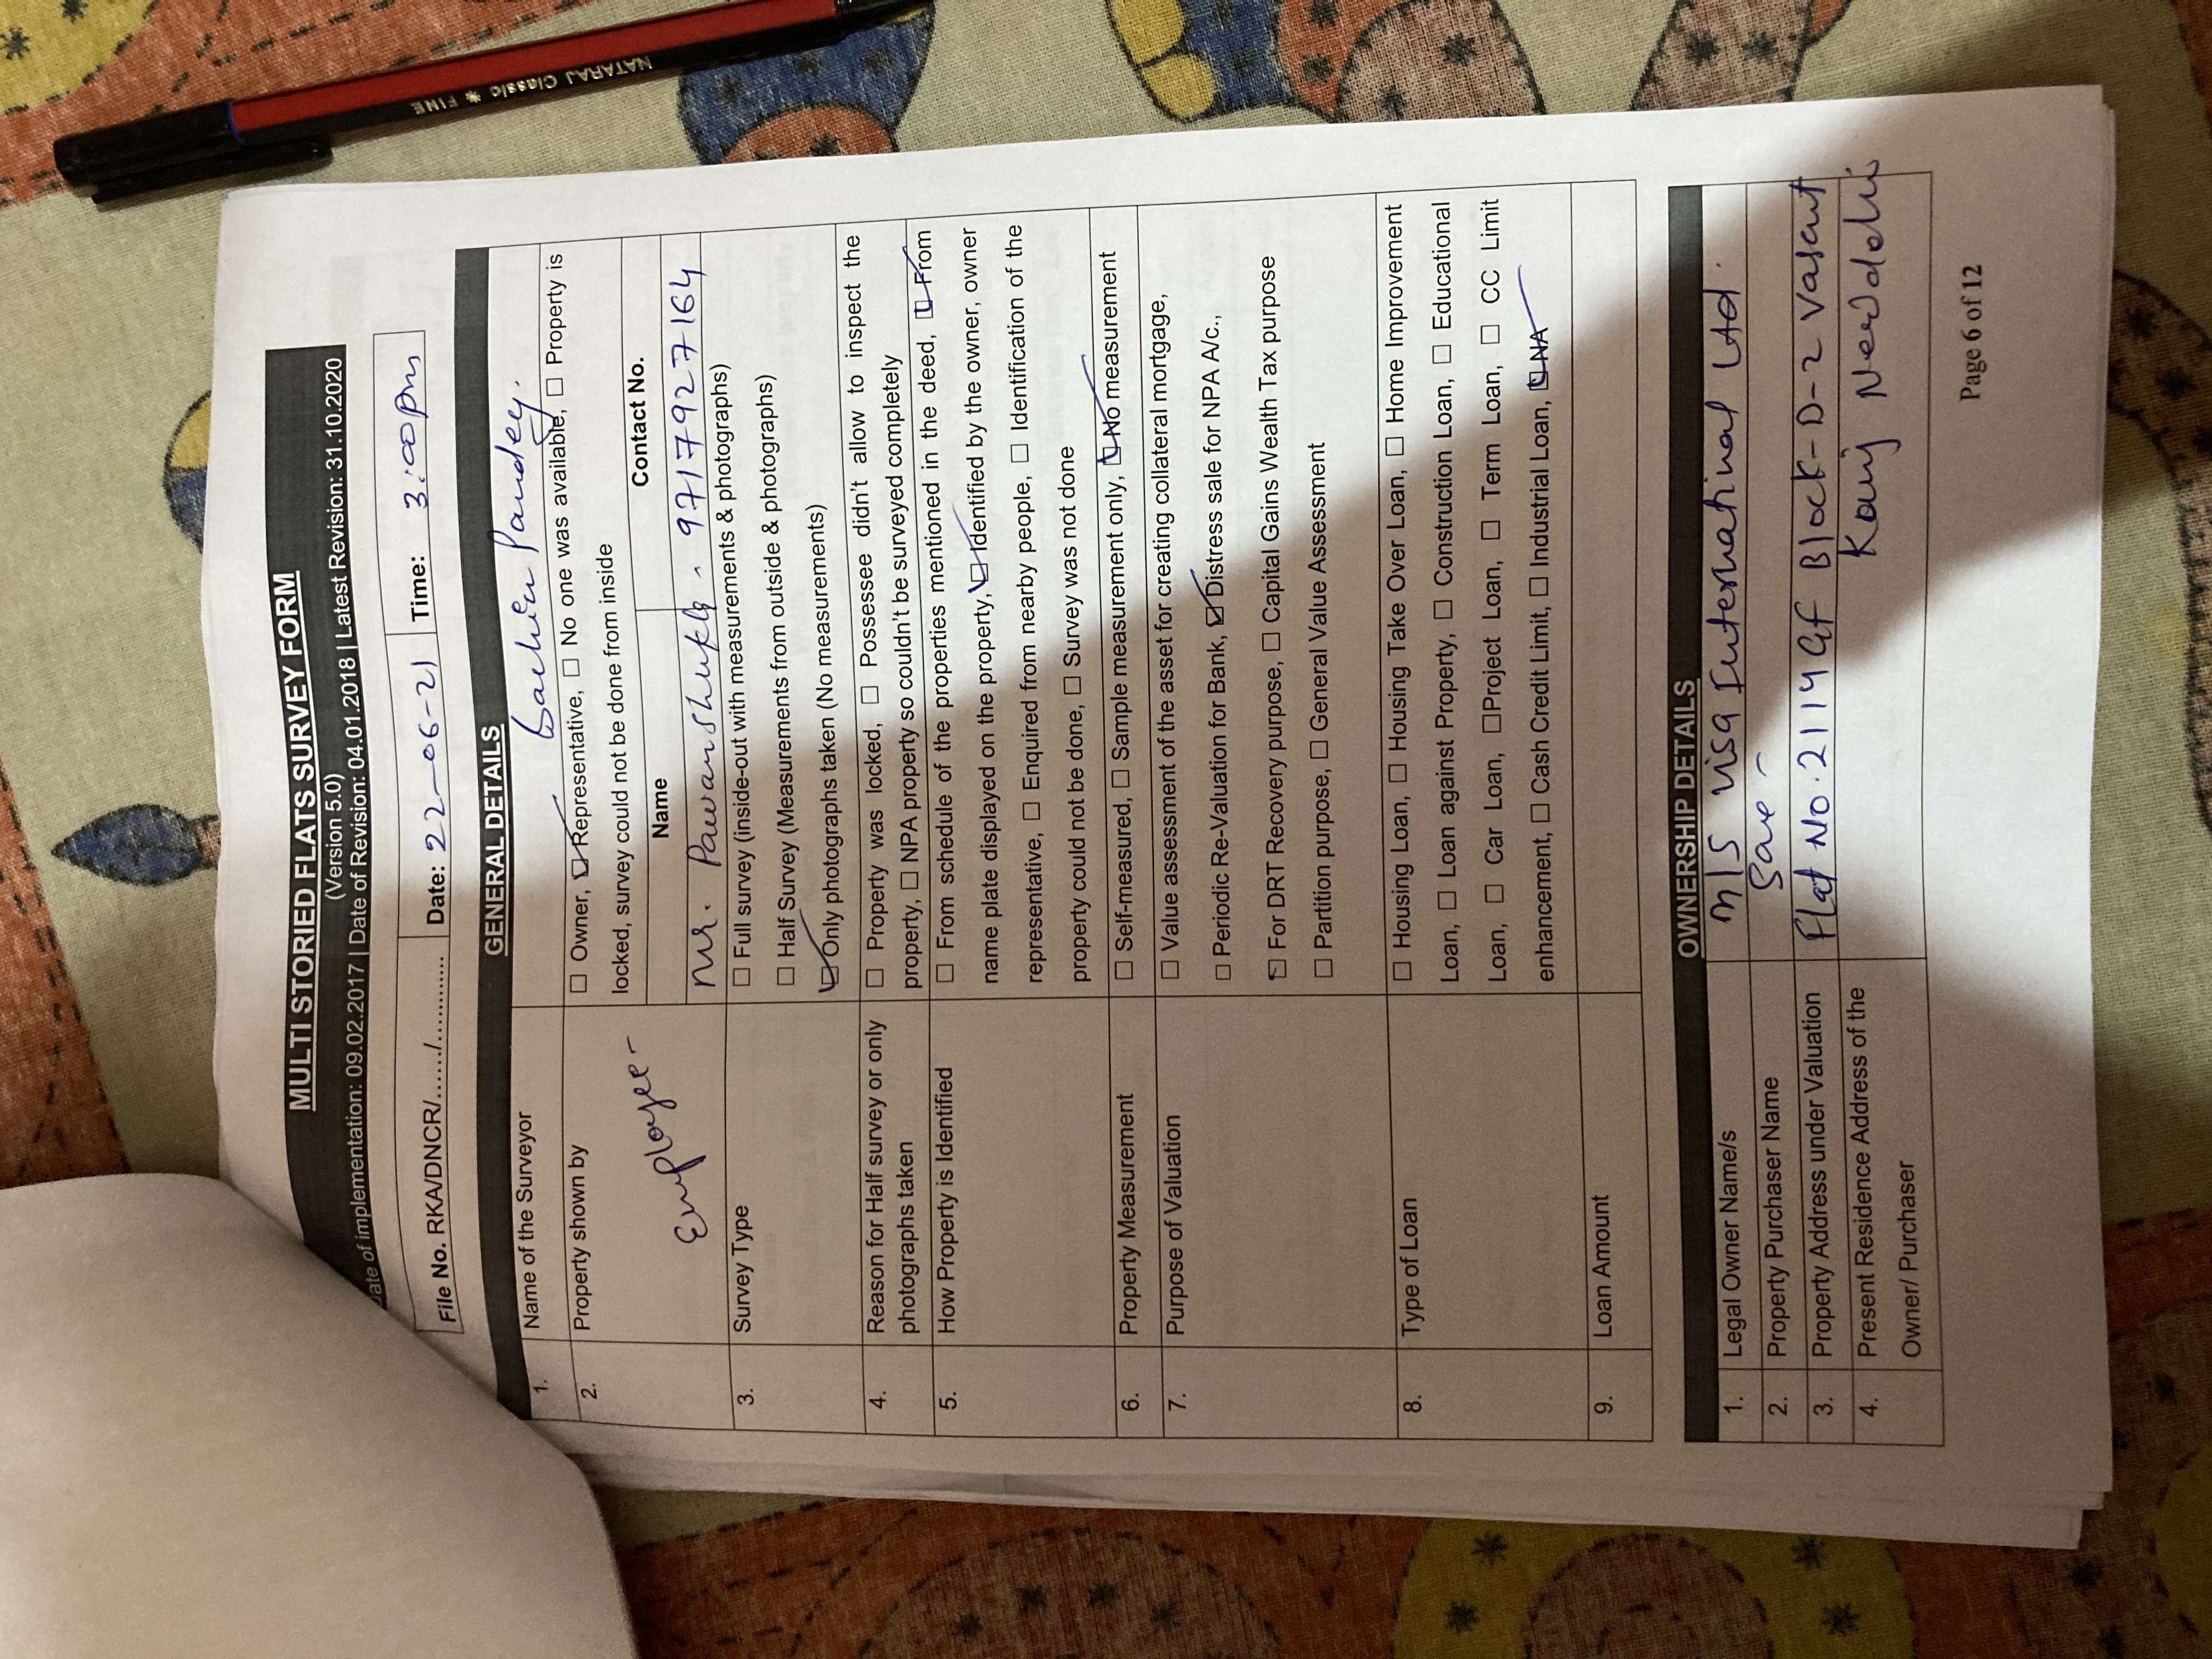 NATARAJ Classic * FINE
MULTI STORIED FLATS SURVEY FORM
(Version 5.0)
ate of implementation: 09.02.2017 | Date of Revision: 04.01.2018 | Latest Revision: 31.10.2020
File No. RKA/DNCR/....../........... Date: 22-06-21 Time: 3:00pm
GENERAL DETAILS
1. Name of the Surveyor Sachin Pandey.
2. Property shown by ☐ Owner, ☑ Representative, ☐ No one was available, ☐ Property is
locked, survey could not be done from inside
Employee - Name Contact No.
Mr. Pawan Shukla. 9717927164
3. Survey Type ☐ Full survey (inside-out with measurements & photographs)
☐ Half Survey (Measurements from outside & photographs)
☑ Only photographs taken (No measurements)
4. Reason for Half survey or only ☐ Property was locked, ☐ Possessee didn't allow to inspect the
photographs taken property, ☐ NPA property so couldn't be surveyed completely
5. How Property is Identified ☐ From schedule of the properties mentioned in the deed, ☑ From
name plate displayed on the property, ☑ Identified by the owner, owner
representative, ☐ Enquired from nearby people, ☐ Identification of the
property could not be done, ☐ Survey was not done
6. Property Measurement ☐ Self-measured, ☐ Sample measurement only, ☑ No measurement
7. Purpose of Valuation ☐ Value assessment of the asset for creating collateral mortgage,
☐ Periodic Re-Valuation for Bank, ☑ Distress sale for NPA A/c.,
☐ For DRT Recovery purpose, ☐ Capital Gains Wealth Tax purpose
☐ Partition purpose, ☐ General Value Assessment
8. Type of Loan ☐ Housing Loan, ☐ Housing Take Over Loan, ☐ Home Improvement
Loan, ☐ Loan against Property, ☐ Construction Loan, ☐ Educational
Loan, ☐ Car Loan, ☐Project Loan, ☐ Term Loan, ☐ CC Limit
enhancement, ☐ Cash Credit Limit, ☐ Industrial Loan, ☑ NA
9. Loan Amount
OWNERSHIP DETAILS
1. Legal Owner Name/s M/S Visa International Ltd.
2. Property Purchaser Name Same -
3. Property Address under Valuation Flat No. 2114 GF Block-D-2 Vasant
4. Present Residence Address of the Kunj New delhi
Owner/ Purchaser
Page 6 of 12